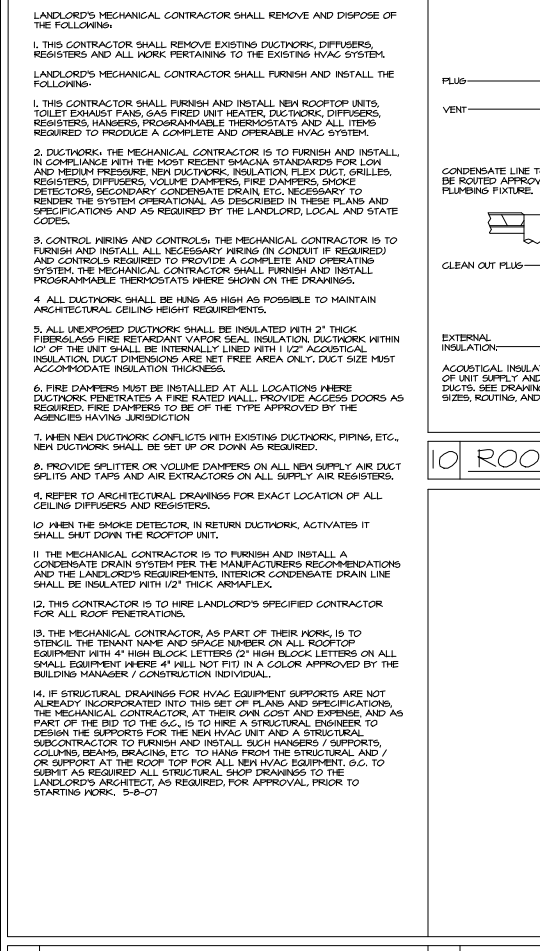 LANDLORD'S MECHANICAL CONTRACTOR SHALL REMOVE AND DISPOSE OF
THE FOLLOWING:
1. THIS CONTRACTOR SHALL REMOVE EXISTING DUCTWORK, DIFFUSERS,
REGISTERS AND ALL WORK PERTAINING TO THE EXISTING HVAC SYSTEM.
LANDLORD'S MECHANICAL CONTRACTOR SHALL FURNISH AND INSTALL THE
FOLLOWING:
1. THIS CONTRACTOR SHALL FURNISH AND INSTALL NEW ROOFTOP UNITS,
TOILET EXHAUST FANS, GAS FIRED UNIT HEATER, DUCTWORK, DIFFUSERS,
REGISTERS, HANGERS, PROGRAMMABLE THERMOSTATS AND ALL ITEMS
REQUIRED TO PRODUCE A COMPLETE AND OPERABLE HVAC SYSTEM.
2. DUCTWORK: THE MECHANICAL CONTRACTOR IS TO FURNISH AND INSTALL,
IN COMPLIANCE WITH THE MOST RECENT SMACNA STANDARDS FOR LOW
AND MEDIUM PRESSURE, NEW DUCTWORK, INSULATION, FLEX DUCT, GRILLES,
REGISTERS, DIFFUSERS, VOLUME DAMPERS, FIRE DAMPERS, SMOKE
DETECTORS, SECONDARY CONDENSATE DRAIN, ETC. NECESSARY TO
RENDER THE SYSTEM OPERATIONAL AS DESCRIBED IN THESE PLANS AND
SPECIFICATIONS AND AS REQUIRED BY THE LANDLORD, LOCAL AND STATE
CODES.
3. CONTROL WIRING AND CONTROLS: THE MECHANICAL CONTRACTOR IS TO
FURNISH AND INSTALL ALL NECESSARY WIRING (IN CONDUIT IF REQUIRED)
AND CONTROLS REQUIRED TO PROVIDE A COMPLETE AND OPERATING
SYSTEM. THE MECHANICAL CONTRACTOR SHALL FURNISH AND INSTALL
PROGRAMMABLE THERMOSTATS WHERE SHOWN ON THE DRAWINGS.
4 ALL DUCTWORK SHALL BE HUNG AS HIGH AS POSSIBLE TO MAINTAIN
ARCHITECTURAL CEILING HEIGHT REQUIREMENTS.
5. ALL UNEXPOSED DUCTWORK SHALL BE INSULATED WITH 2" THICK
FIBERGLASS FIRE RETARDANT VAPOR SEAL INSULATION. DUCTWORK WITHIN
10' OF THE UNIT SHALL BE INTERNALLY LINED WITH 1 1/2" ACOUSTICAL
INSULATION. DUCT DIMENSIONS ARE NET FREE AREA ONLY. DUCT SIZE MUST
ACCOMMODATE INSULATION THICKNESS.
6. FIRE DAMPERS MUST BE INSTALLED AT ALL LOCATIONS WHERE
DUCTWORK PENETRATES A FIRE RATED WALL. PROVIDE ACCESS DOORS AS
REQUIRED. FIRE DAMPERS TO BE OF THE TYPE APPROVED BY THE
AGENCIES HAVING JURISDICTION
7. WHEN NEW DUCTWORK CONFLICTS WITH EXISTING DUCTWORK, PIPING, ETC.,
NEW DUCTWORK SHALL BE SET UP OR DOWN AS REQUIRED.
8. PROVIDE SPLITTER OR VOLUME DAMPERS ON ALL NEW SUPPLY AIR DUCT
SPLITS AND TAPS AND AIR EXTRACTORS ON ALL SUPPLY AIR REGISTERS.
9. REFER TO ARCHITECTURAL DRAWINGS FOR EXACT LOCATION OF ALL
CEILING DIFFUSERS AND REGISTERS.
10 WHEN THE SMOKE DETECTOR, IN RETURN DUCTWORK, ACTIVATES IT
SHALL SHUT DOWN THE ROOFTOP UNIT.
11 THE MECHANICAL CONTRACTOR IS TO FURNISH AND INSTALL A
CONDENSATE DRAIN SYSTEM PER THE MANUFACTURERS RECOMMENDATIONS
AND THE LANDLORD'S REQUIREMENTS. INTERIOR CONDENSATE DRAIN LINE
SHALL BE INSULATED WITH 1/2" THICK ARMAFLEX.
12. THIS CONTRACTOR IS TO HIRE LANDLORD'S SPECIFIED CONTRACTOR
FOR ALL ROOF PENETRATIONS.
13. THE MECHANICAL CONTRACTOR, AS PART OF THEIR WORK, IS TO
STENCIL THE TENANT NAME AND SPACE NUMBER ON ALL ROOFTOP
EQUIPMENT WITH 4" HIGH BLOCK LETTERS (2" HIGH BLOCK LETTERS ON ALL
SMALL EQUIPMENT WHERE 4" WILL NOT FIT) IN A COLOR APPROVED BY THE
BUILDING MANAGER / CONSTRUCTION INDIVIDUAL.
14. IF STRUCTURAL DRAWINGS FOR HVAC EQUIPMENT SUPPORTS ARE NOT
ALREADY INCORPORATED INTO THIS SET OF PLANS AND SPECIFICATIONS,
THE MECHANICAL CONTRACTOR, AT THEIR OWN COST AND EXPENSE, AND AS
PART OF THE BID TO THE G.C., IS TO HIRE A STRUCTURAL ENGINEER TO
DESIGN THE SUPPORTS FOR THE NEW HVAC UNIT AND A STRUCTURAL
SUBCONTRACTOR TO FURNISH AND INSTALL SUCH HANGERS / SUPPORTS,
COLUMNS, BEAMS, BRACING, ETC TO HANG FROM THE STRUCTURAL AND /
OR SUPPORT AT THE ROOF TOP FOR ALL NEW HVAC EQUIPMENT. G.C. TO
SUBMIT AS REQUIRED ALL STRUCTURAL SHOP DRAWINGS TO THE
LANDLORD'S ARCHITECT, AS REQUIRED, FOR APPROVAL, PRIOR TO
STARTING WORK. 5-8-07
PLUG
VENT
CONDENSATE LINE T
BE ROUTED APPROV
PLUMBING FIXTURE.
CLEAN OUT PLUG
EXTERNAL
INSULATION.
ACOUSTICAL INSULAT
OF UNIT SUPPLY AND
DUCTS. SEE DRAWING
SIZES, ROUTING, AND
10 ROO